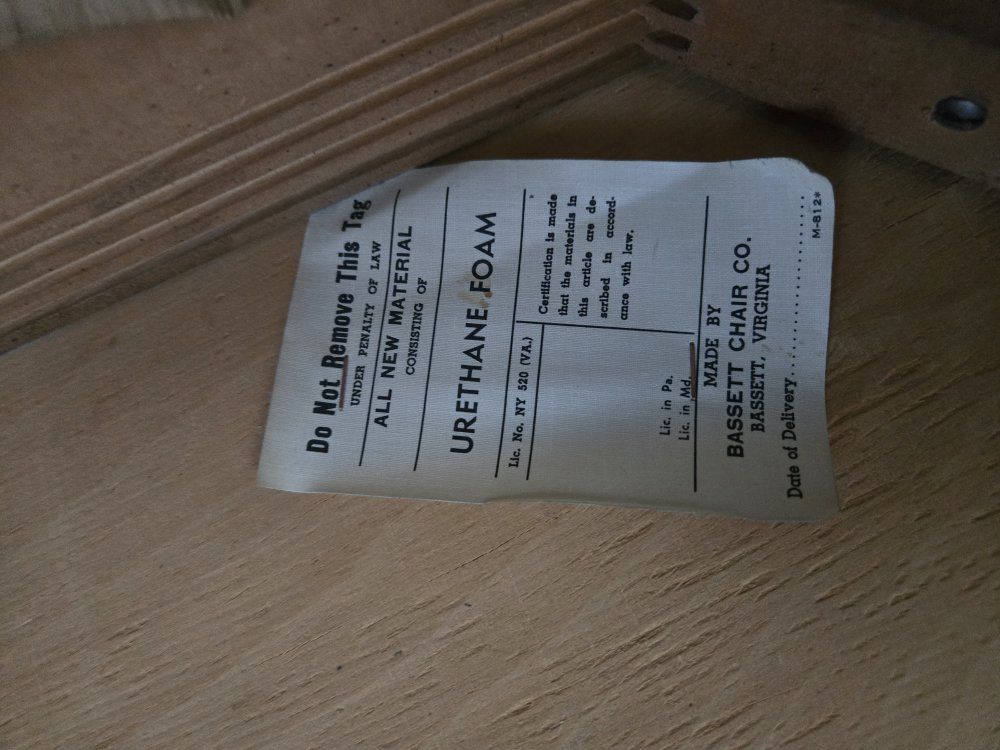 Do Not Remove This Tag
UNDER PENALTY OF LAW
ALL NEW MATERIAL
CONSISTING OF
URETHANE FOAM
Lic. No. NY 520 (VA.)
Certification is made
that the materials in
this article are de-
scribed in accord-
ance with law.
Lic. in Pa.
Lic. in Md.
MADE BY
BASSETT CHAIR CO.
BASSETT, VIRGINIA
Date of Delivery....................
M-812*